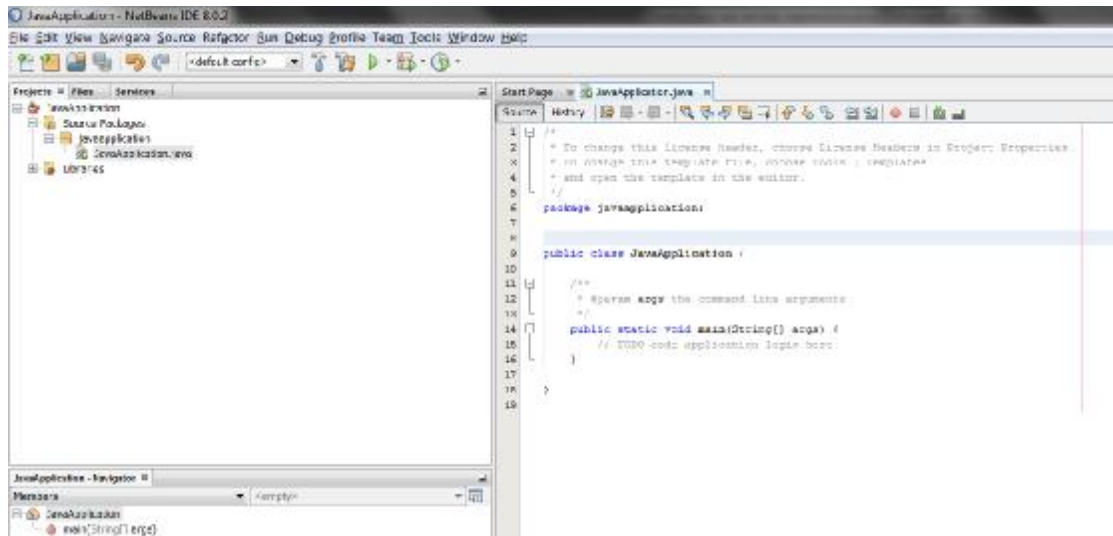 JavaApplication - NetBeans IDE 8.0.2
File Edit View Navigate Source Refactor Run Debug Profile Team Tools Window Help
<default config>
Projects Files Services
Start Page JavaApplication.java
Source History
JavaApplication
Source Packages
javaapplication
JavaApplication.java
Libraries
1 /*
2 * To change this license header, choose License Headers in Project Properties.
3 * To change this template file, choose Tools | Templates
4 * and open the template in the editor.
5 */
6 package javaapplication;
7
8
9 public class JavaApplication {
10
11 /**
12 * @param args the command line arguments
13 */
14 public static void main(String[] args) {
15 // TODO code application logic here
16 }
17
18 }
19
JavaApplication - Navigator
Members <empty>
JavaApplication
main(String[] args)